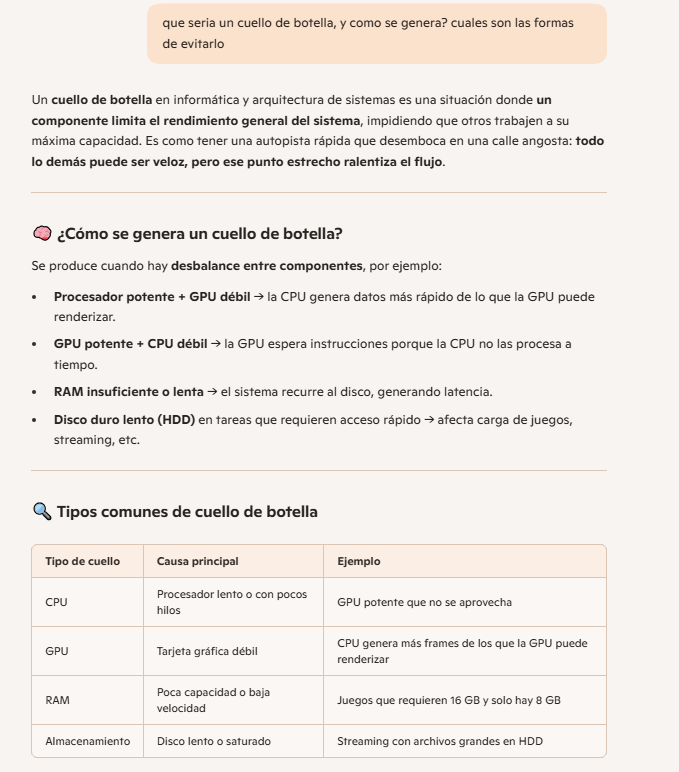 que seria un cuello de botella, y como se genera? cuales son las formas
de evitarlo
Un cuello de botella en informática y arquitectura de sistemas es una situación donde un
componente limita el rendimiento general del sistema, impidiendo que otros trabajen a su
máxima capacidad. Es como tener una autopista rápida que desemboca en una calle angosta: todo
lo demás puede ser veloz, pero ese punto estrecho ralentiza el flujo.
¿Cómo se genera un cuello de botella?
Se produce cuando hay desbalance entre componentes, por ejemplo:
• Procesador potente + GPU débil → la CPU genera datos más rápido de lo que la GPU puede
renderizar.
• GPU potente + CPU débil → la GPU espera instrucciones porque la CPU no las procesa a
tiempo.
• RAM insuficiente o lenta → el sistema recurre al disco, generando latencia.
• Disco duro lento (HDD) en tareas que requieren acceso rápido → afecta carga de juegos,
streaming, etc.
Tipos comunes de cuello de botella
Tipo de cuello Causa principal Ejemplo
CPU Procesador lento o con pocos
hilos GPU potente que no se aprovecha
GPU Tarjeta gráfica débil CPU genera más frames de los que la GPU puede
renderizar
RAM Poca capacidad o baja
velocidad Juegos que requieren 16 GB y solo hay 8 GB
Almacenamiento Disco lento o saturado Streaming con archivos grandes en HDD